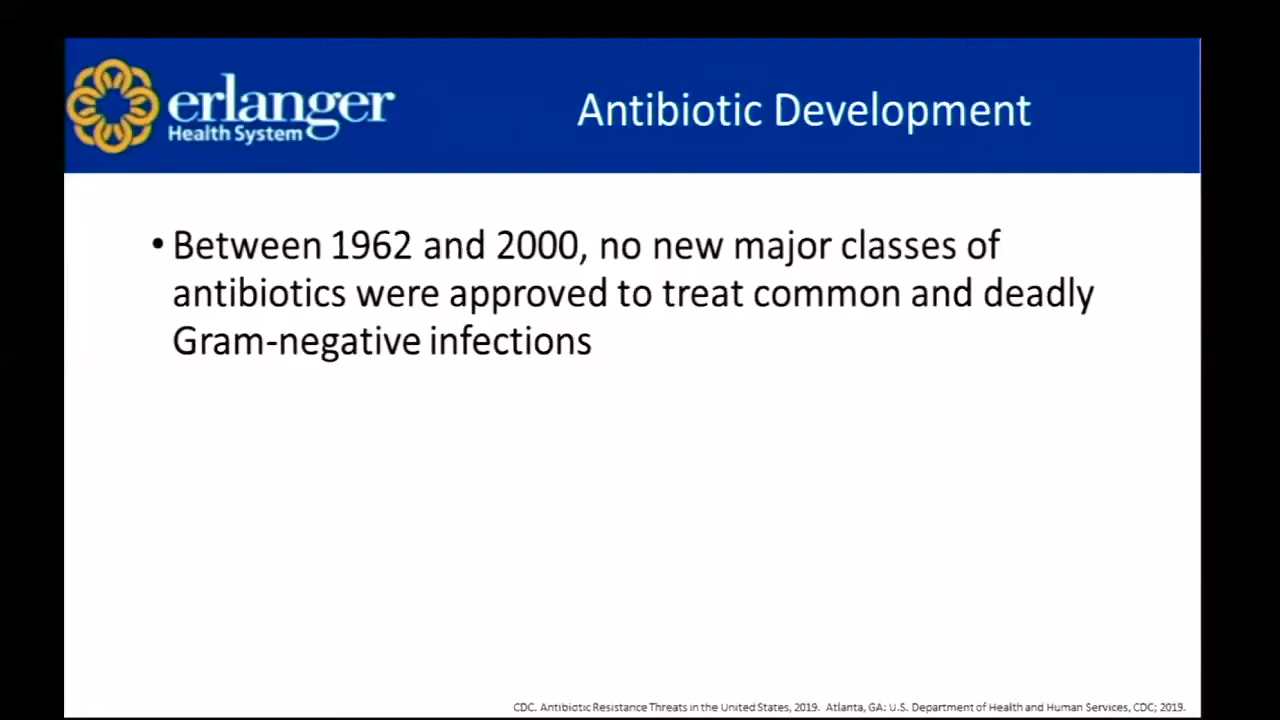 erlanger
Health System
Antibiotic Development
• Between 1962 and 2000, no new major classes of
antibiotics were approved to treat common and deadly
Gram-negative infections
CDC. Antibiotic Resistance Threats in the United States, 2019. Atlanta, GA: U.S. Department of Health and Human Services, CDC; 2019.